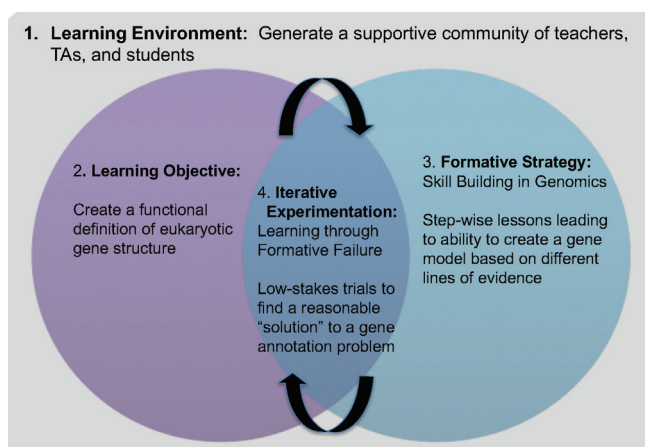 1. Learning Environment: Generate a supportive community of teachers,
TAs, and students
2. Learning Objective:
Create a functional
definition of eukaryotic
gene structure
4. Iterative
Experimentation:
Learning through
Formative Failure
Low-stakes trials to
find a reasonable
“solution” to a gene
annotation problem
3. Formative Strategy:
Skill Building in Genomics
Step-wise lessons leading
to ability to create a gene
model based on different
lines of evidence